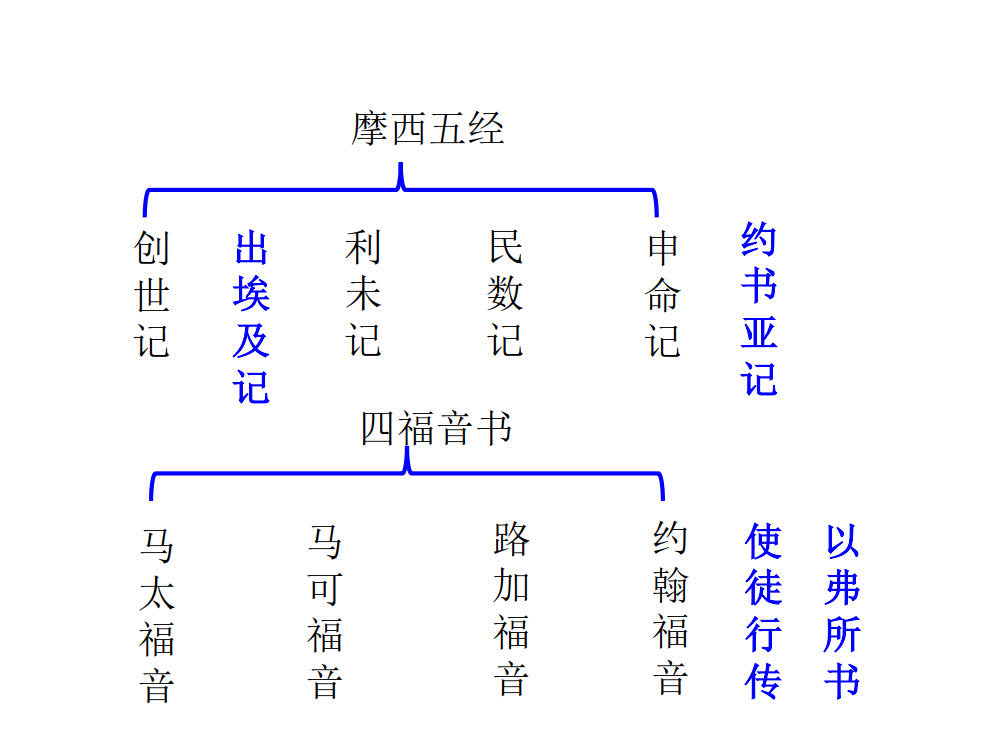 摩西五经
创世记
出埃及记
利未记
民数记
申命记
约书亚记
四福音书
马太福音
马可福音
路加福音
约翰福音
使徒行传
以弗所书